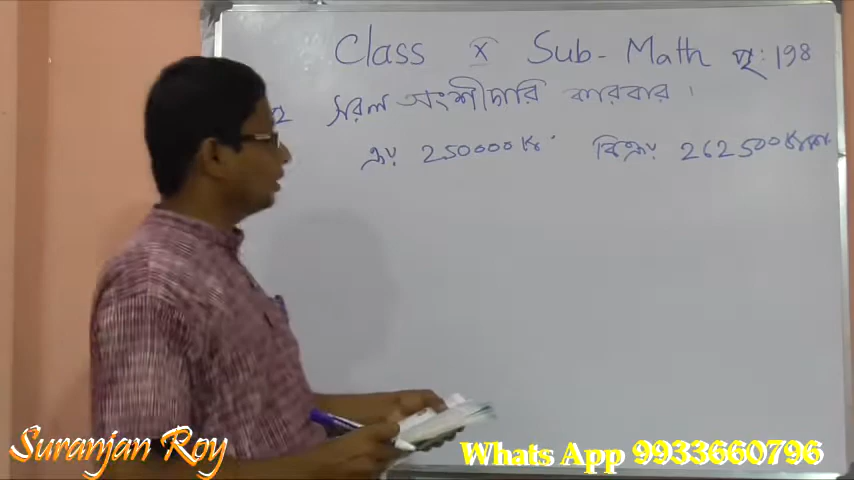 Class X Sub-Math পৃ: 198
সরল অংশীদারি কারবার ।
ক্রয় 250000 বিক্রয় 262500
Suranjan Roy
Whats App 9933660796